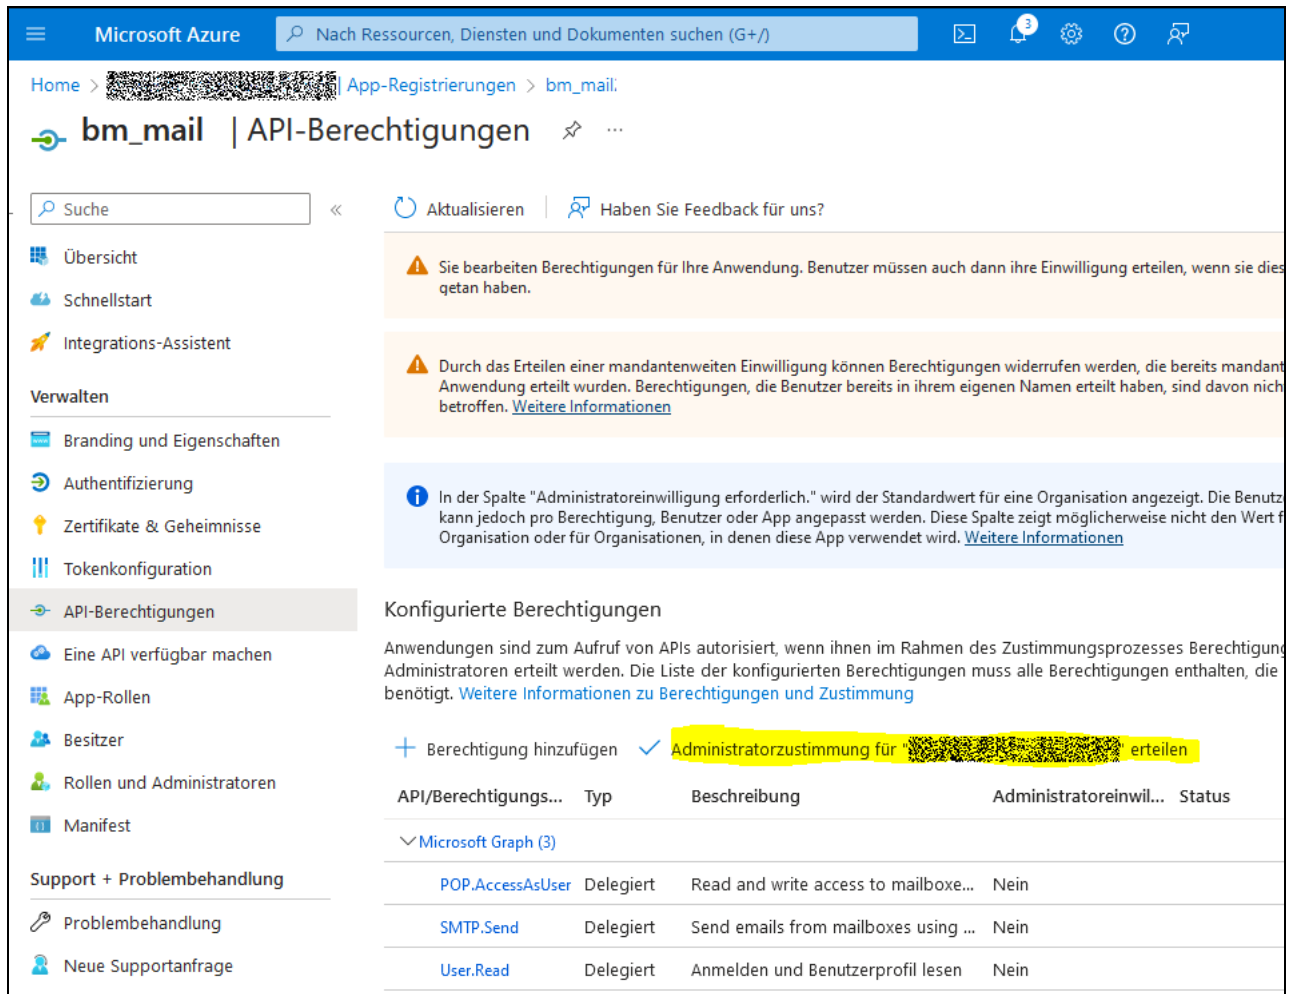 Microsoft Azure
Nach Ressourcen, Diensten und Dokumenten suchen (G+/)
3
Home > | App-Registrierungen > bm_mail
bm_mail | API-Berechtigungen
Suche
«
Übersicht
Schnellstart
Integrations-Assistent
Verwalten
Branding und Eigenschaften
Authentifizierung
Zertifikate & Geheimnisse
Tokenkonfiguration
API-Berechtigungen
Eine API verfügbar machen
App-Rollen
Besitzer
Rollen und Administratoren
Manifest
Support + Problembehandlung
Problembehandlung
Neue Supportanfrage
Aktualisieren
Haben Sie Feedback für uns?
Sie bearbeiten Berechtigungen für Ihre Anwendung. Benutzer müssen auch dann ihre Einwilligung erteilen, wenn sie dies
getan haben.
Durch das Erteilen einer mandantenweiten Einwilligung können Berechtigungen widerrufen werden, die bereits mandant
Anwendung erteilt wurden. Berechtigungen, die Benutzer bereits in ihrem eigenen Namen erteilt haben, sind davon nich
betroffen. Weitere Informationen
In der Spalte "Administratoreinwilligung erforderlich." wird der Standardwert für eine Organisation angezeigt. Die Benutz
kann jedoch pro Berechtigung, Benutzer oder App angepasst werden. Diese Spalte zeigt möglicherweise nicht den Wert f
Organisation oder für Organisationen, in denen diese App verwendet wird. Weitere Informationen
Konfigurierte Berechtigungen
Anwendungen sind zum Aufruf von APIs autorisiert, wenn ihnen im Rahmen des Zustimmungsprozesses Berechtigung
Administratoren erteilt werden. Die Liste der konfigurierten Berechtigungen muss alle Berechtigungen enthalten, die
benötigt. Weitere Informationen zu Berechtigungen und Zustimmung
Berechtigung hinzufügen
Administratorzustimmung für " " erteilen
API/Berechtigungs... Typ Beschreibung Administratoreinwil... Status
Microsoft Graph (3)
POP.AccessAsUser Delegiert Read and write access to mailboxe... Nein
SMTP.Send Delegiert Send emails from mailboxes using ... Nein
User.Read Delegiert Anmelden und Benutzerprofil lesen Nein